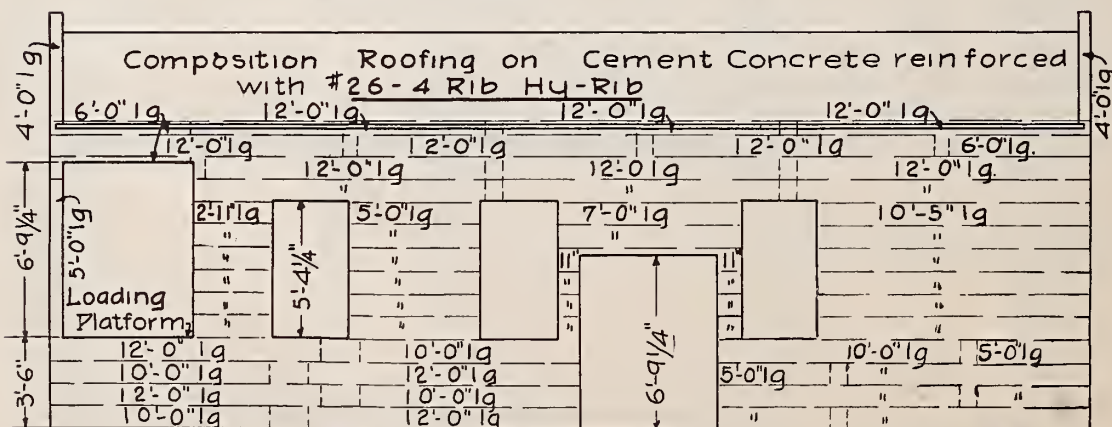 Composition Roofing on Cement Concrete reinforced
with #26-4 Rib Hy-Rib
4'-0" lg
4'-0" lg
6'-0" lg 12'-0" lg 12'-0" lg 12'-0" lg
12'-0" lg 12'-0" lg 12'-0" lg 6'-0" lg.
12'-0" lg 12'-0 lg 12'-0" lg.
" " "
6'-9¼"
5'-0" lg
2'-11" lg 5'-0" lg 7'-0" lg 10'-5" lg
" " " "
" " "
5'-4¼"
11" 11"
" " " " "
" " " " "
" " " " "
Loading
Platform
3'-6"
12'-0" lg 10'-0" lg 10'-0" lg 5'-0 lg
10'-0" lg 12'-0" lg 5'-0" lg " "
12'-0" lg 10'-0" lg " " "
10'-0" lg 12'-0" lg " " "
6'-9¼"